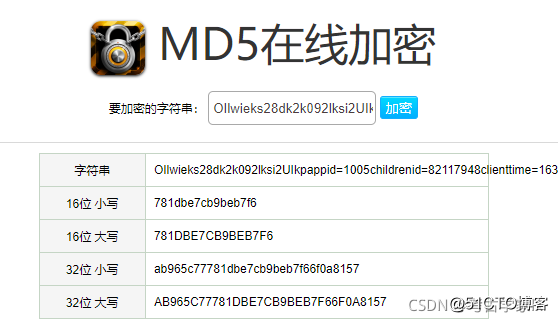 MD5在线加密
要加密的字符串: OIlwieks28dk2k092lksi2UIk 加密
字符串 OIlwieks28dk2k092lksi2UIkpappid=1005childrenid=82117948clienttime=163
16位 小写 781dbe7cb9beb7f6
16位 大写 781DBE7CB9BEB7F6
32位 小写 ab965c77781dbe7cb9beb7f66f0a8157
32位 大写 AB965C77781DBE7CB9BEB7F66F0A8157
CSDN
@51CTO博客